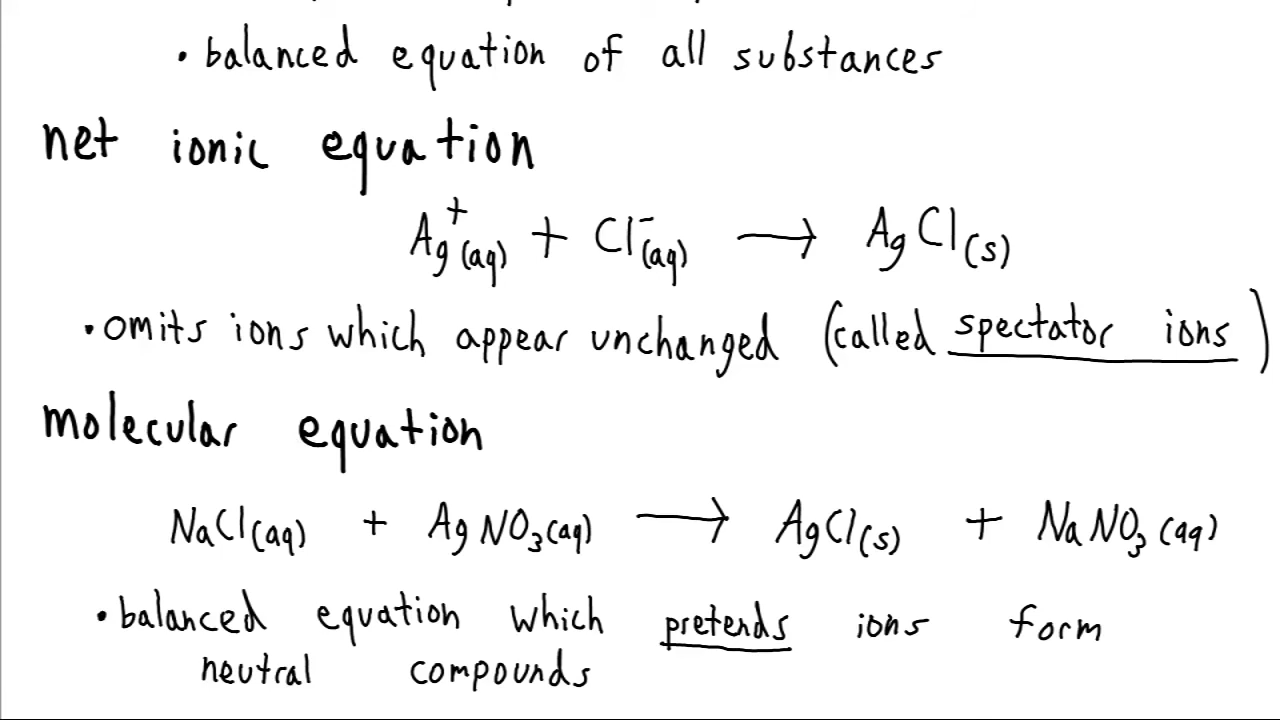 • balanced equation of all substances
net ionic equation
Ag⁺(aq) + Cl⁻(aq) → AgCl(s)
• omits ions which appear unchanged (called spectator ions)
molecular equation
NaCl(aq) + AgNO₃(aq) → AgCl(s) + NaNO₃(aq)
• balanced equation which pretends ions form
neutral compounds